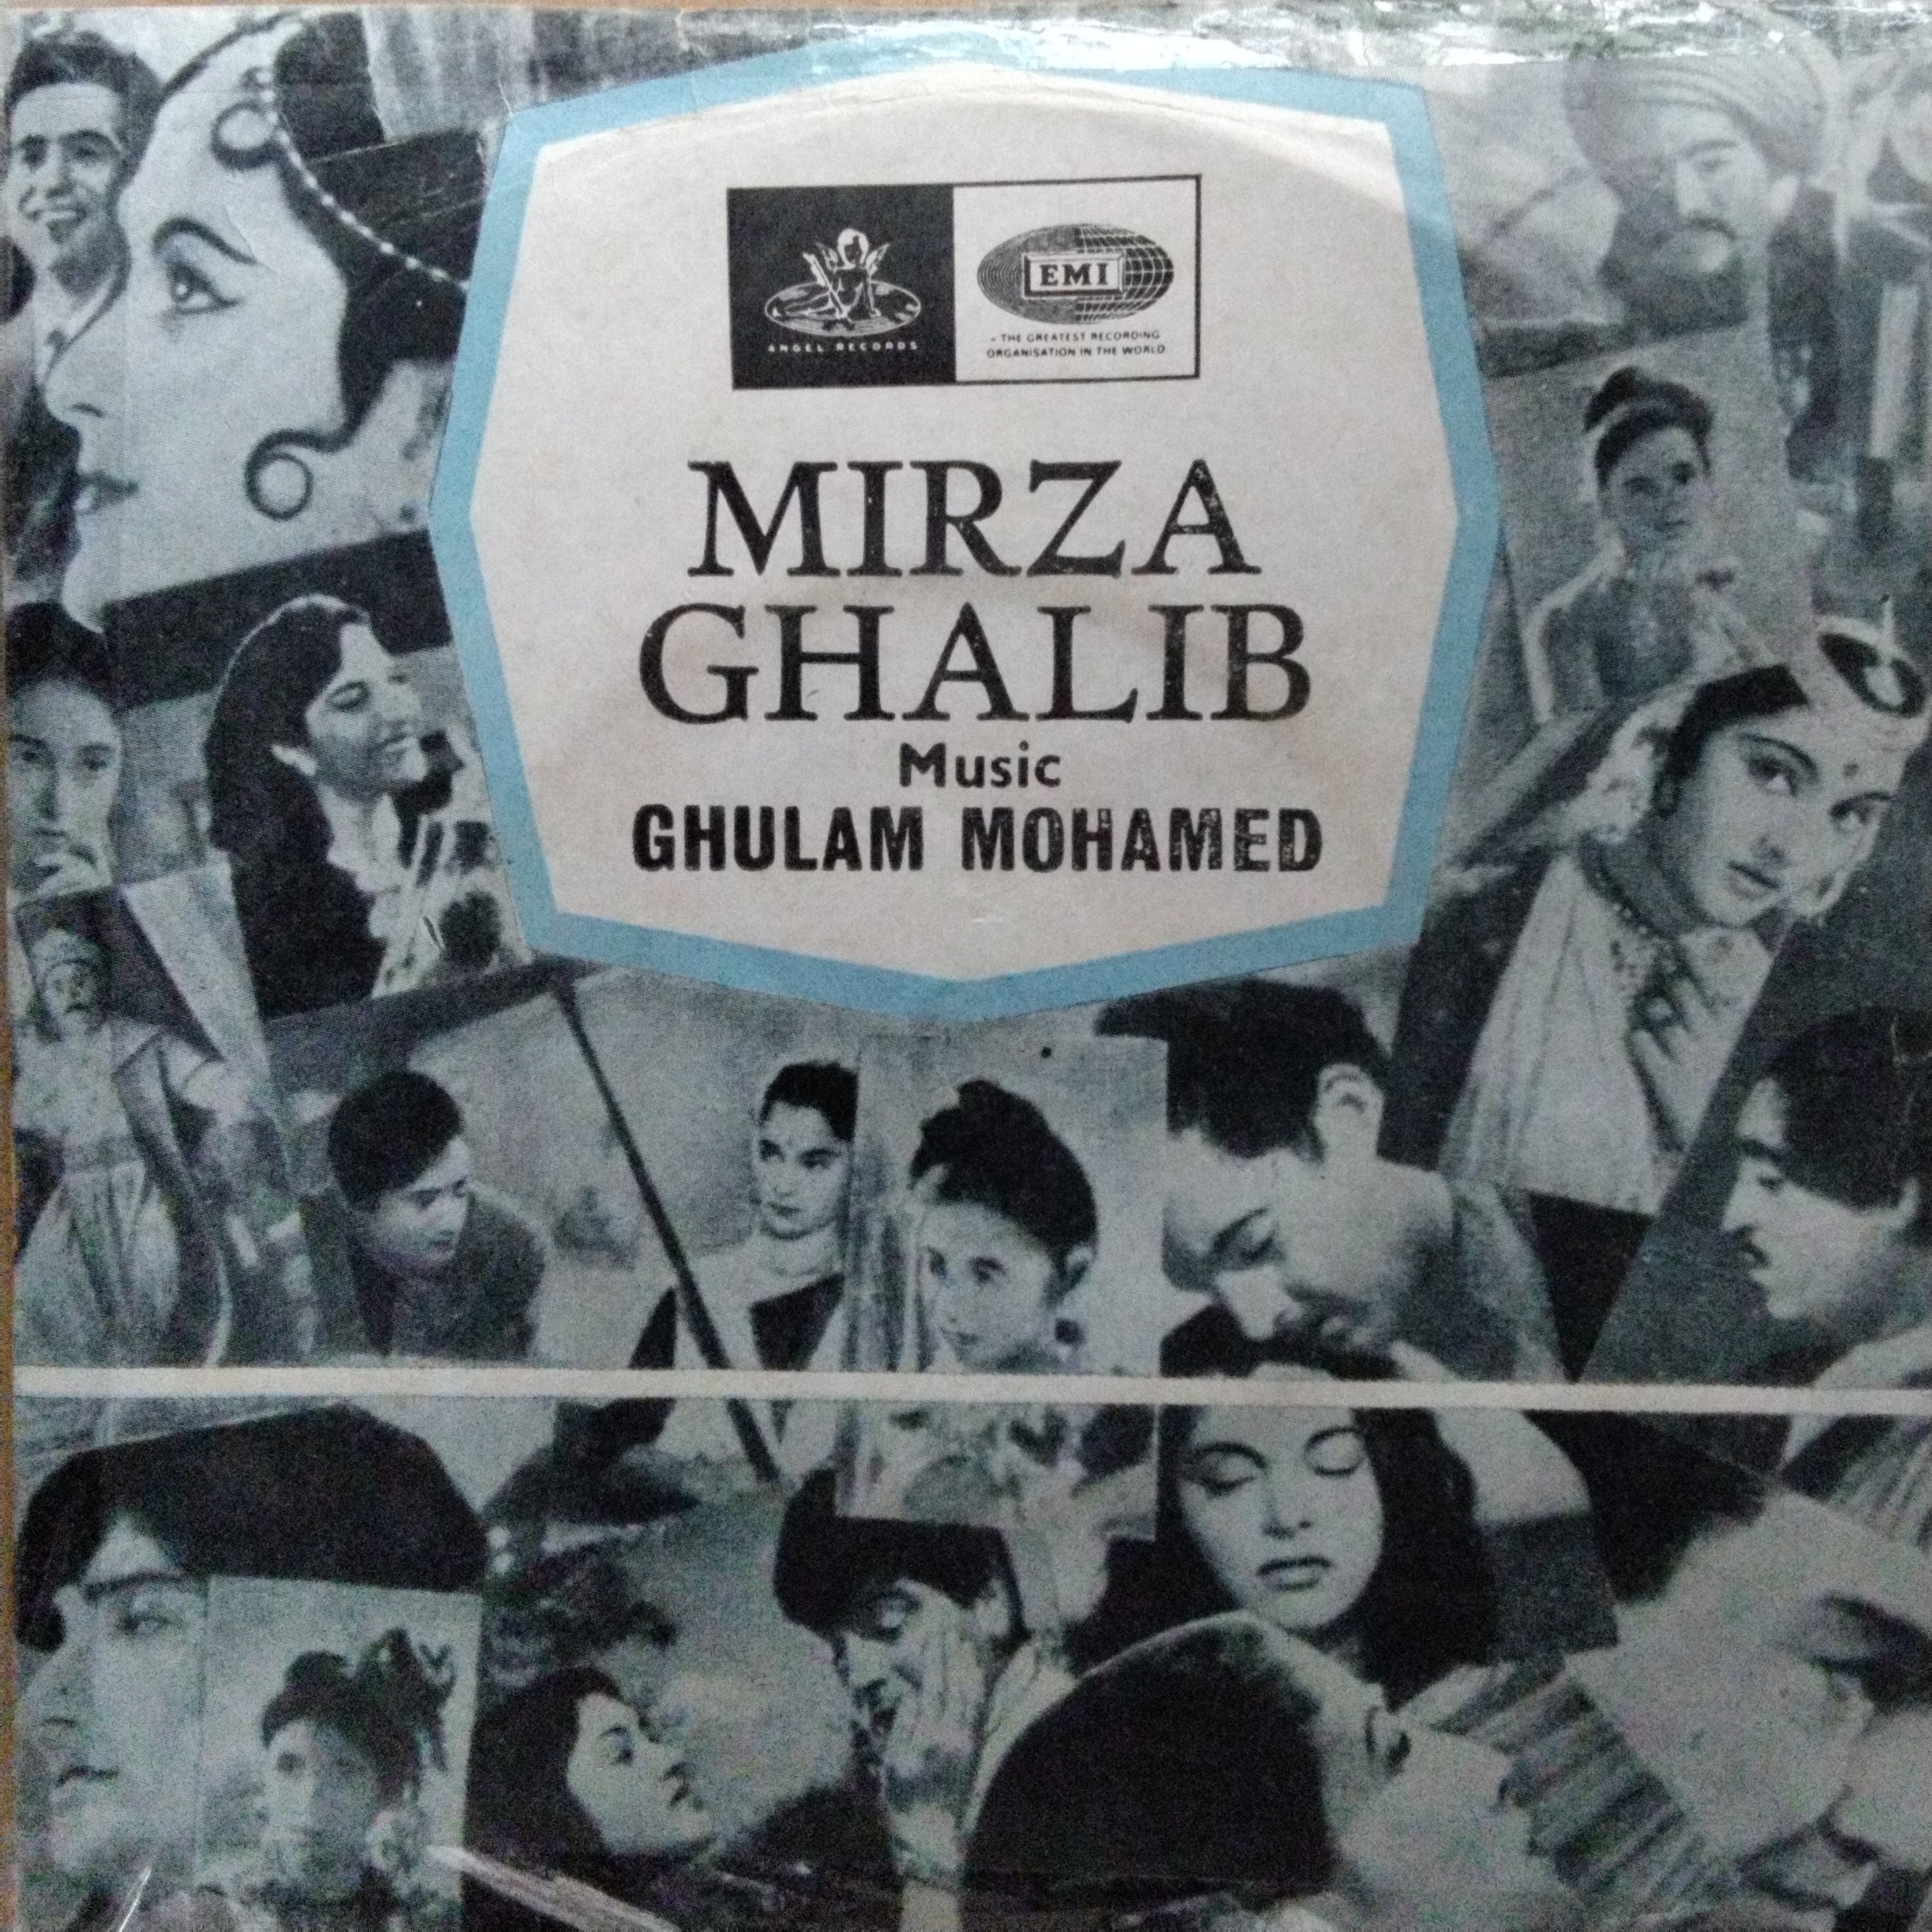 ANGEL RECORDS
EMI
- THE GREATEST RECORDING
ORGANISATION IN THE WORLD
MIRZA
GHALIB
Music
GHULAM MOHAMED